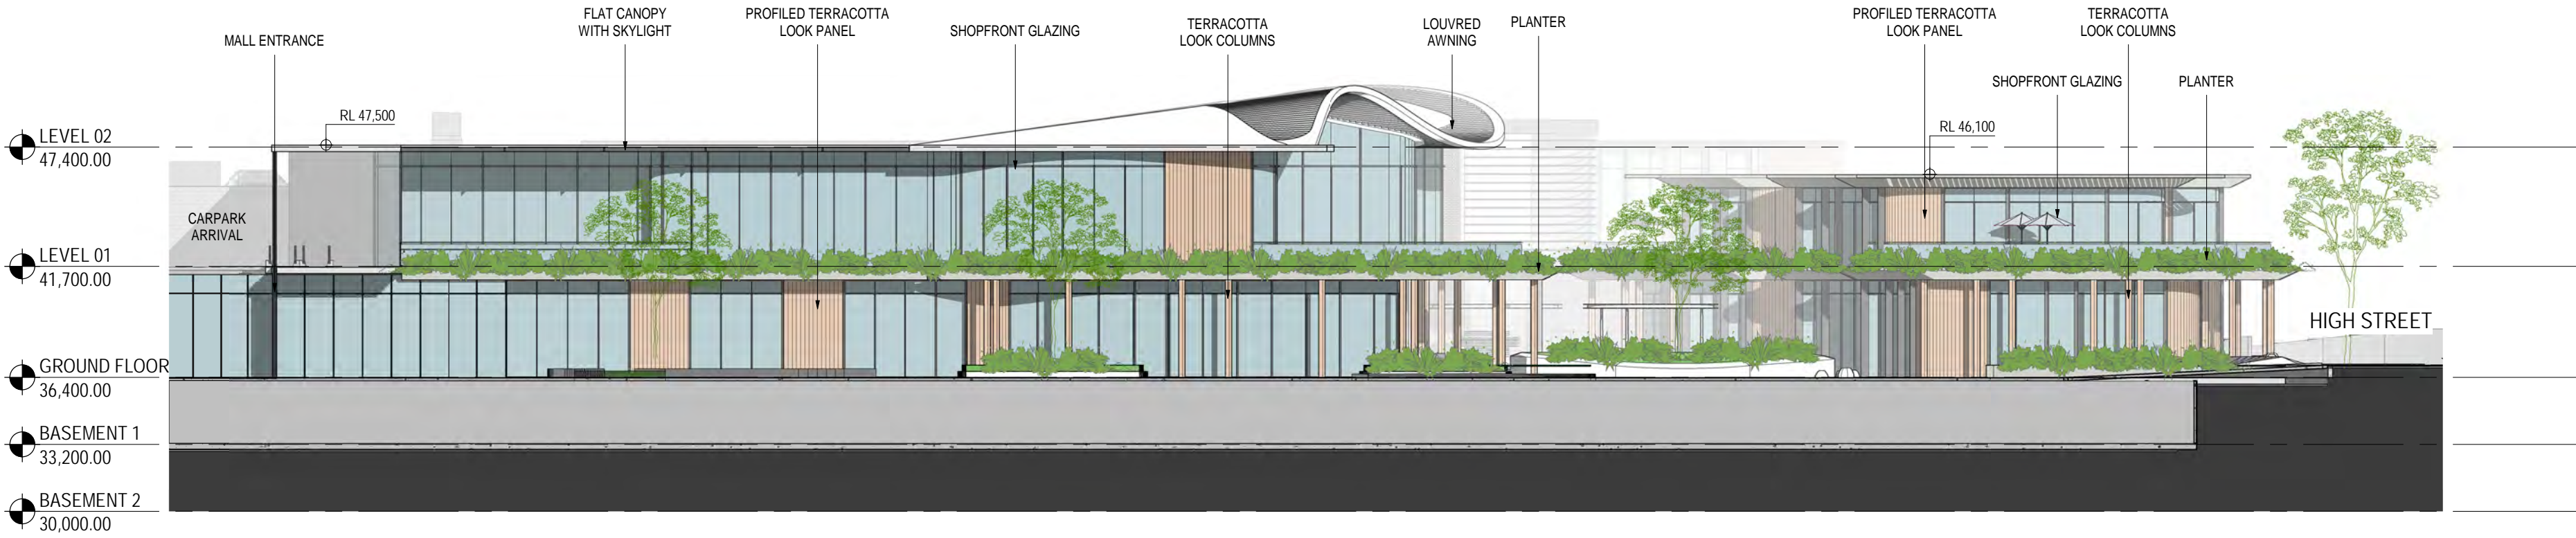 FLAT CANOPY
WITH SKYLIGHT
PROFILED TERRACOTTA
LOOK PANEL
SHOPFRONT GLAZING
TERRACOTTA
LOOK COLUMNS
LOUVRED
AWNING
PLANTER
PROFILED TERRACOTTA
LOOK PANEL
TERRACOTTA
LOOK COLUMNS
MALL ENTRANCE
SHOPFRONT GLAZING
PLANTER
RL 47,500
RL 46,100
LEVEL 02
47,400.00
CARPARK
ARRIVAL
LEVEL 01
41,700.00
HIGH STREET
GROUND FLOOR
36,400.00
BASEMENT 1
33,200.00
BASEMENT 2
30,000.00